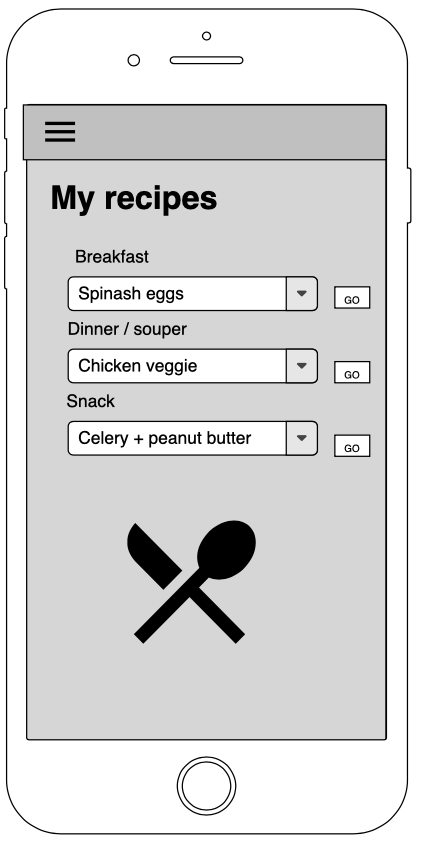 My recipes
Breakfast
Spinash eggs
GO
Dinner / souper
Chicken veggie
GO
Snack
Celery + peanut butter
GO